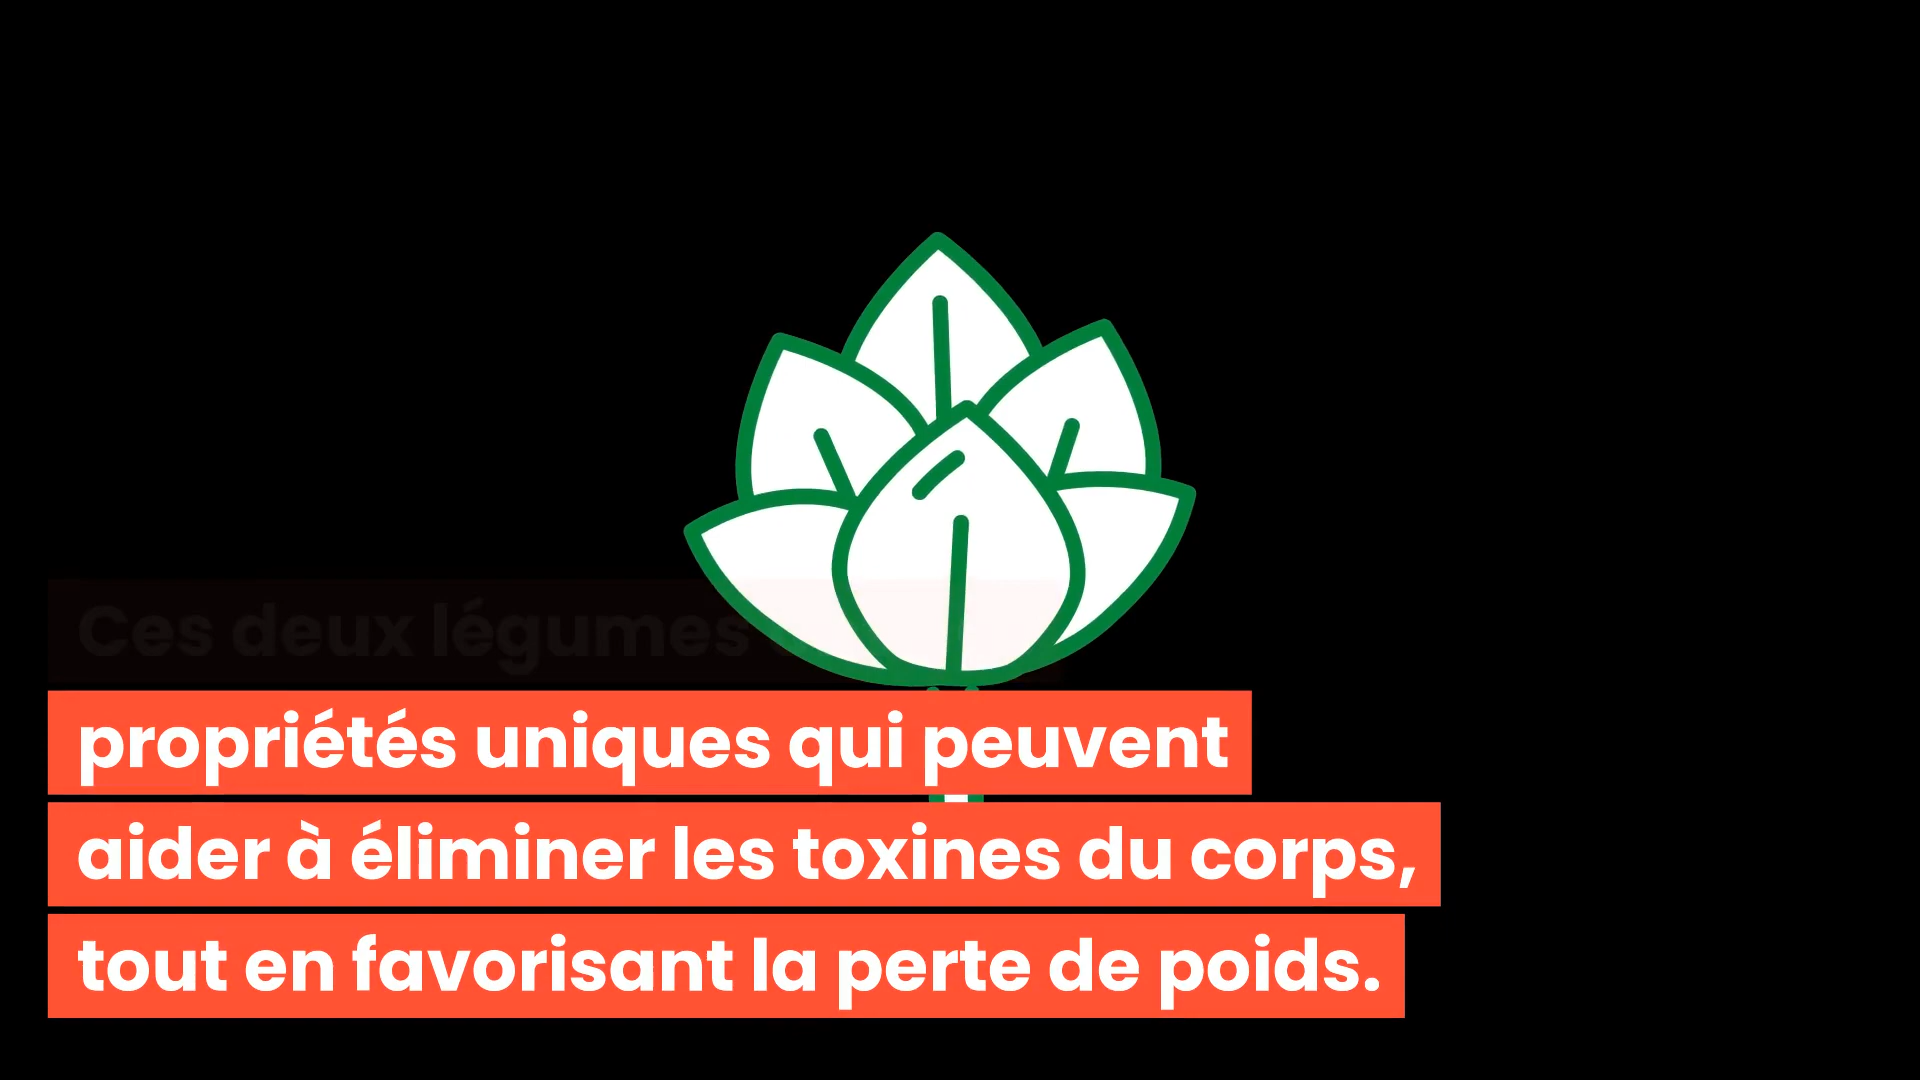 Ces deux légumes
propriétés uniques qui peuvent
aider à éliminer les toxines du corps,
tout en favorisant la perte de poids.